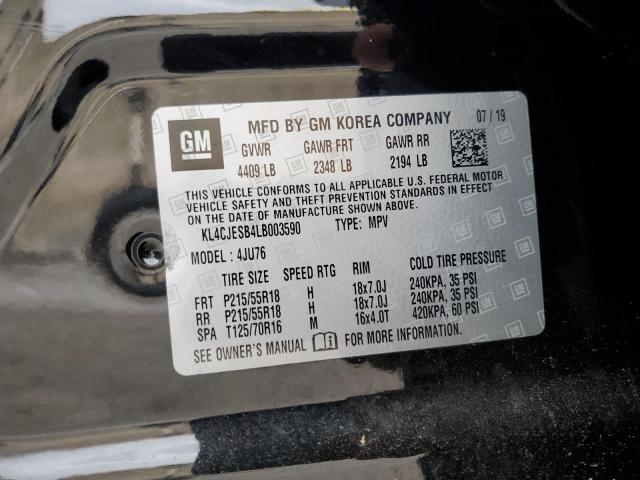 GM
MFD BY GM KOREA COMPANY 07 / 19
GVWR GAWR FRT GAWR RR
4409 LB 2348 LB 2194 LB
THIS VEHICLE CONFORMS TO ALL APPLICABLE U.S. FEDERAL MOTOR
VEHICLE SAFETY AND THEFT PREVENTION STANDARDS IN EFFECT
ON THE DATE OF MANUFACTURE SHOWN ABOVE.
KL4CJESB4LB003590 TYPE: MPV
MODEL: 4JU76
TIRE SIZE SPEED RTG RIM COLD TIRE PRESSURE
FRT P215/55R18 H 18x7.0J 240KPA, 35 PSI
RR P215/55R18 H 18x7.0J 240KPA, 35 PSI
SPA T125/70R16 M 16x4.0T 420KPA, 60 PSI
SEE OWNER'S MANUAL FOR MORE INFORMATION.